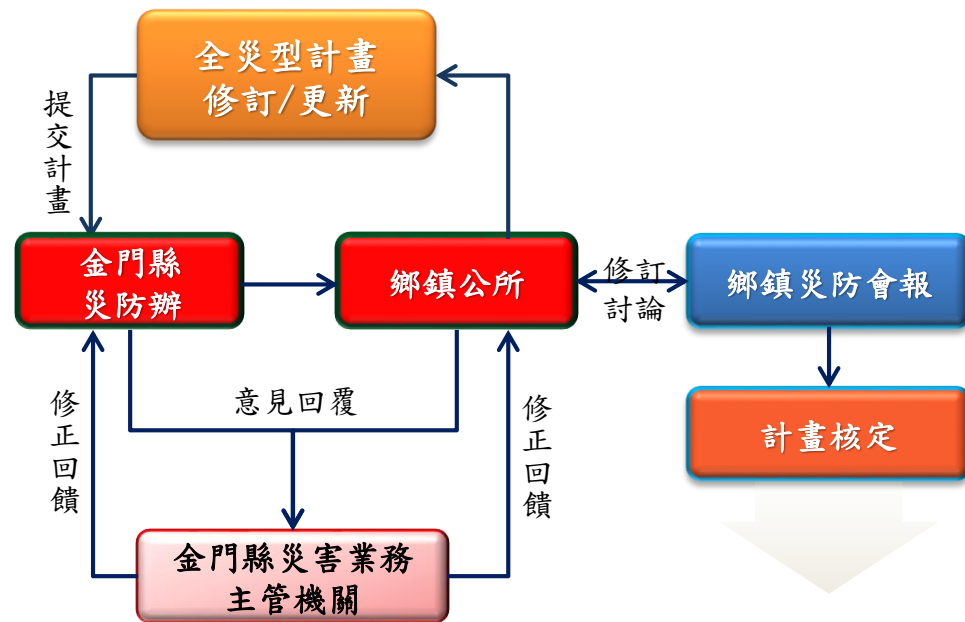 全災型計畫
修訂/更新
提交計畫
金門縣
災防辦
鄉鎮公所
修訂
討論
鄉鎮災防會報
意見回覆
修正回饋
修正回饋
計畫核定
金門縣災害業務
主管機關